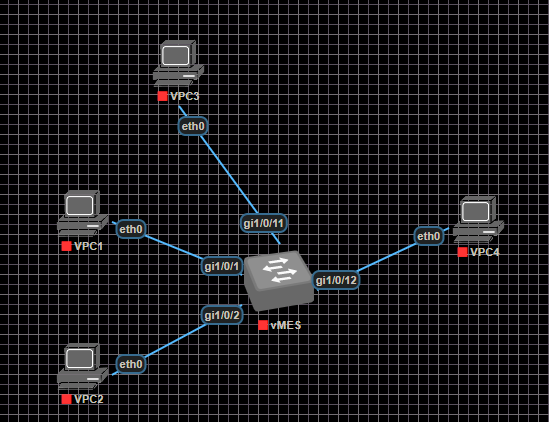 VPC3
eth0
gi1/0/11
VPC1
eth0
gi1/0/1
eth0
VPC4
gi1/0/12
gi1/0/2
vMES
eth0
VPC2